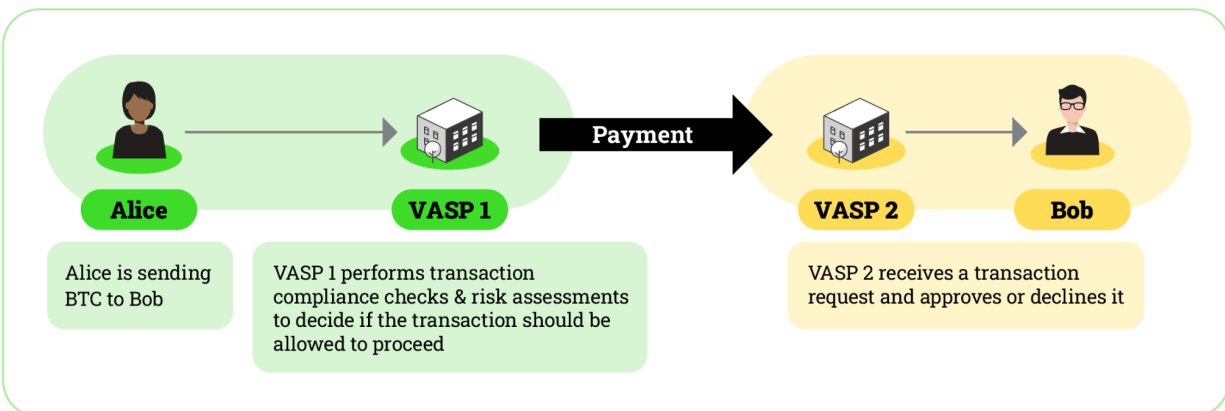 Payment
Alice
VASP 1
VASP 2
Bob
Alice is sending
BTC to Bob
VASP 1 performs transaction
compliance checks & risk assessments
to decide if the transaction should be
allowed to proceed
VASP 2 receives a transaction
request and approves or declines it